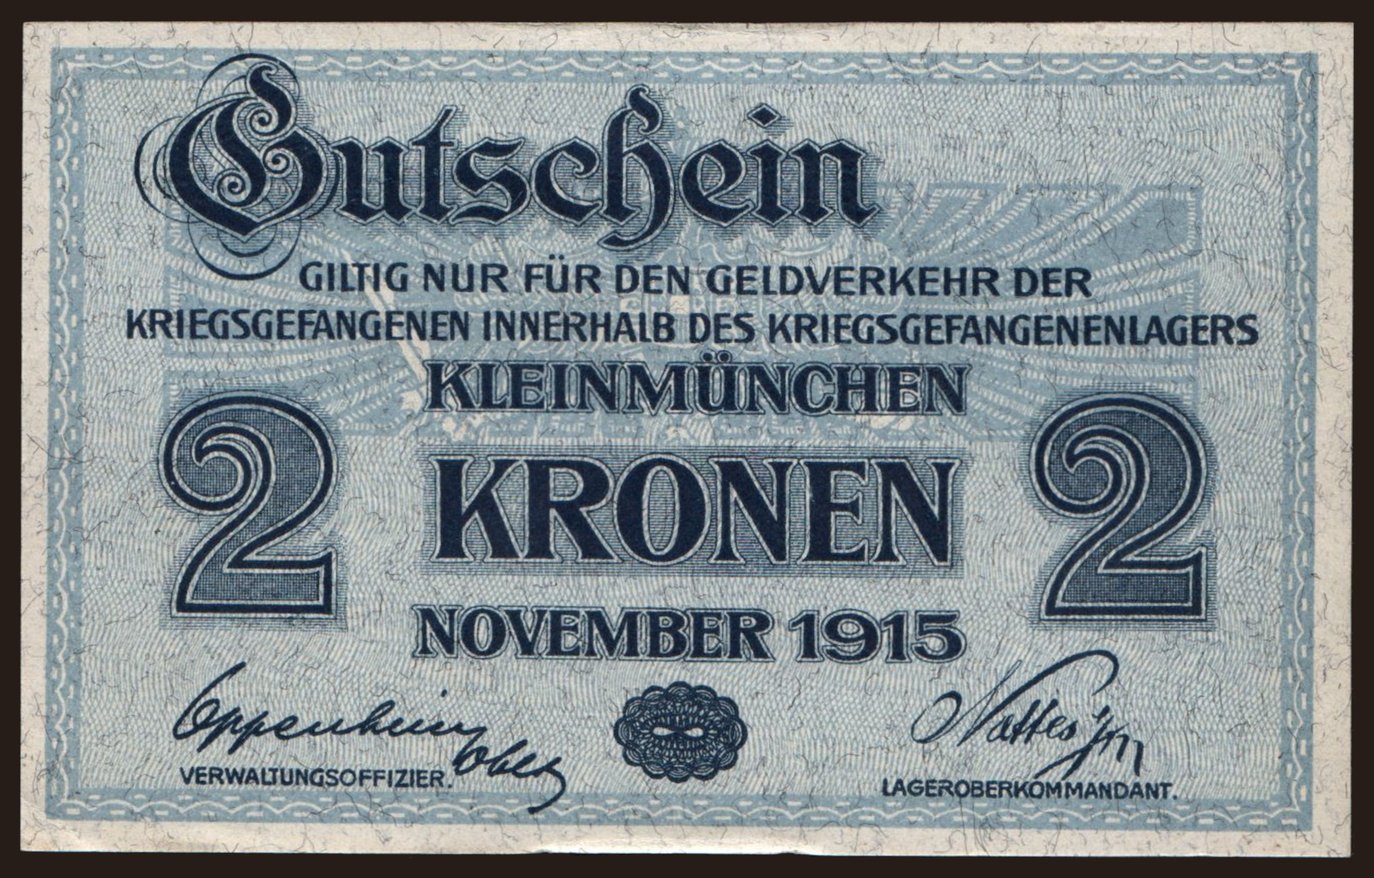 Gutschein
GILTIG NUR FÜR DEN GELDVERKEHR DER
KRIEGSGEFANGENEN INNERHALB DES KRIEGSGEFANGENENLAGERS
KLEINMÜNCHEN
2 KRONEN 2
NOVEMBER 1915
Oppenheim
VERWALTUNGSOFFIZIER.
LAGEROBERKOMMANDANT.